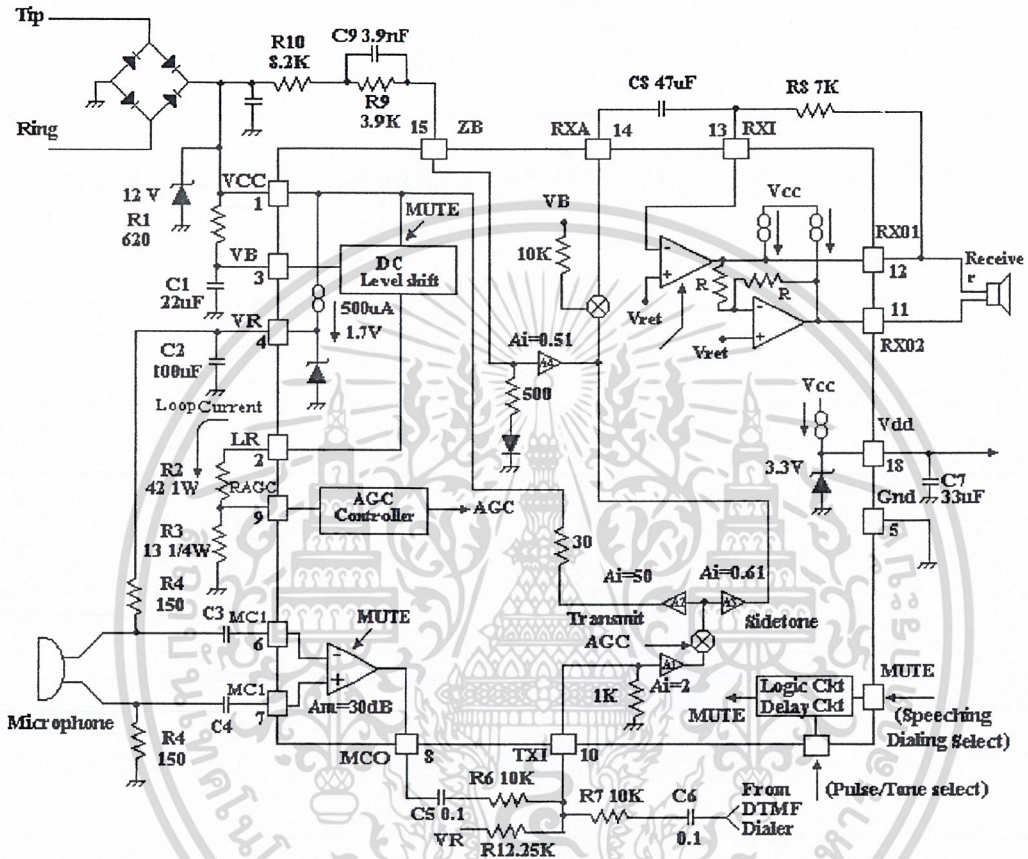 Tip
Ring
R10
8.2K
C9 3.9nF
R9
3.9K
15
ZB
RXA
14
C8 47uF
13
RXI
R8 7K
12 V
VCC
1
R1
620
VB
3
C1
22uF
VR
4
C2
100uF
Loop Current
LR
2
R2
42 1W
RAGC
9
R3
13 1/4W
R4
150
MUTE
DC
Level shift
500uA
1.7V
Ai=0.51
A4
500
VB
10K
Vcc
R
R
Vret
Vret
RX01
12
11
RX02
Receive
r
Vcc
Vdd
18
3.3V
C7
33uF
Gnd
5
AGC
Controller
AGC
30
Ai=50
Ai=0.61
A2
A3
Transmit
Sidetone
AGC
A1
Ai=2
1K
C3
MC1
6
MUTE
Am=30dB
MC1
7
C4
Microphone
R4
150
MCO
8
TXI
10
C5 0.1
R6 10K
VR
R12.25K
R7 10K
C6
0.1
From
DTMF
Dialer
Logic Ckt
Delay Ckt
MUTE
MUTE
(Speeching
Dialing Select)
(Pulse/Tone select)